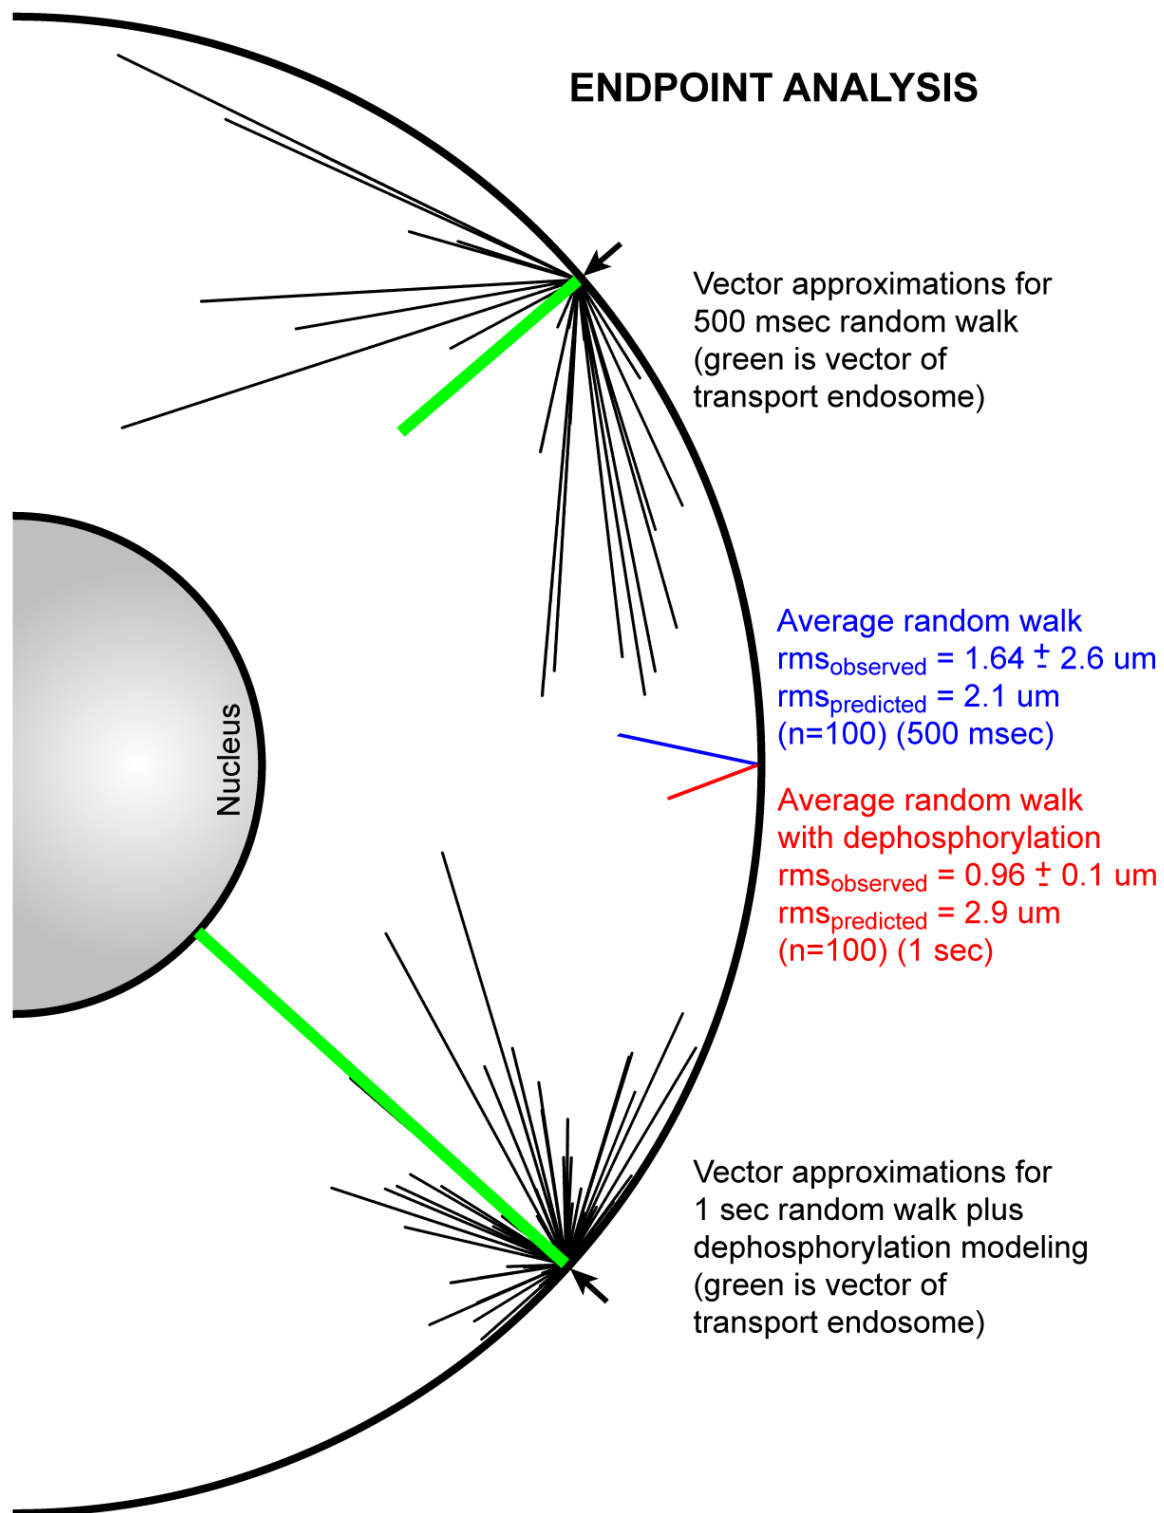 ENDPOINT ANALYSIS
Vector approximations for
500 msec random walk
(green is vector of
transport endosome)
Average random walk
rmsobserved = 1.64 ± 2.6 um
rmspredicted = 2.1 um
(n=100) (500 msec)
Nucleus
Average random walk
with dephosphorylation
rmsobserved = 0.96 ± 0.1 um
rmspredicted = 2.9 um
(n=100) (1 sec)
Vector approximations for
1 sec random walk plus
dephosphorylation modeling
(green is vector of
transport endosome)